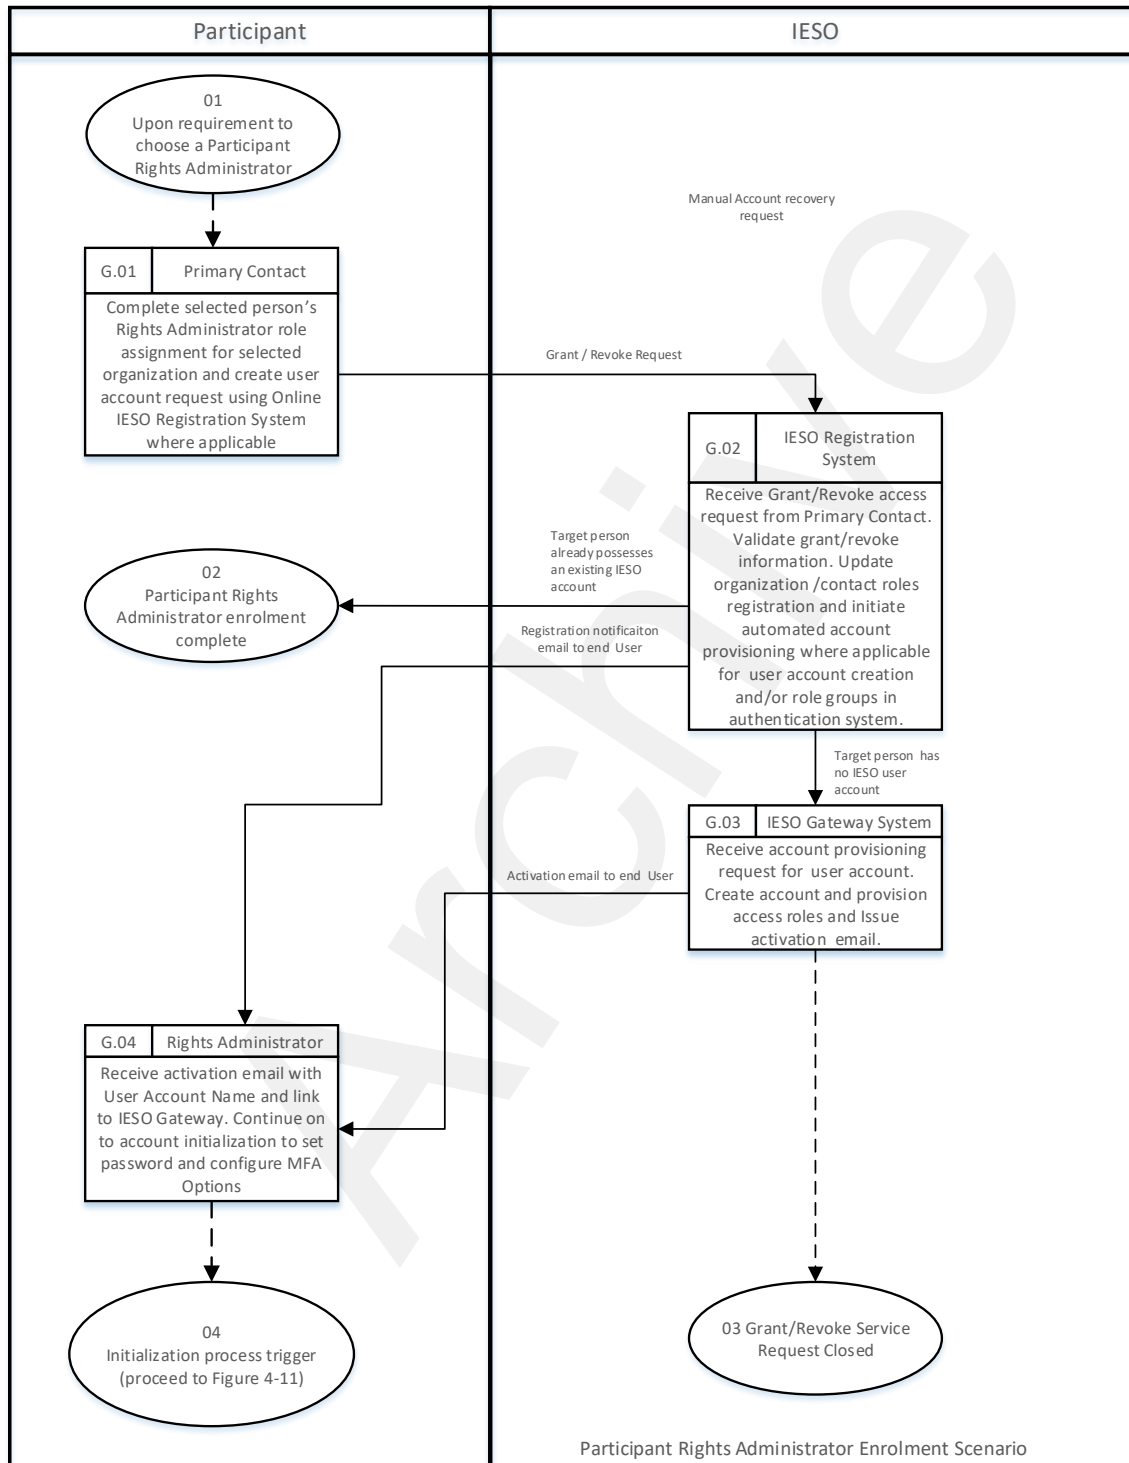 Participant
IESO
01
Upon requirement to
choose a Participant
Rights Administrator
Manual Account recovery
request
G.01
Primary Contact
Complete selected person's
Rights Administrator role
assignment for selected
organization and create user
account request using Online
IESO Registration System
where applicable
Grant / Revoke Request
G.02
IESO Registration
System
Receive Grant/Revoke access
request from Primary Contact.
Validate grant/revoke
information. Update
organization /contact roles
registration and initiate
automated account
provisioning where applicable
for user account creation
and/or role groups in
authentication system.
Target person
already possesses
an existing IESO
account
02
Participant Rights
Administrator enrolment
complete
Registration notificaiton
email to end User
Target person has
no IESO user
account
G.03
IESO Gateway System
Receive account provisioning
request for user account.
Create account and provision
access roles and Issue
activation email.
Activation email to end User
G.04
Rights Administrator
Receive activation email with
User Account Name and link
to IESO Gateway. Continue on
to account initialization to set
password and configure MFA
Options
04
Initialization process trigger
(proceed to Figure 4-11)
03 Grant/Revoke Service
Request Closed
Participant Rights Administrator Enrolment Scenario
Archive